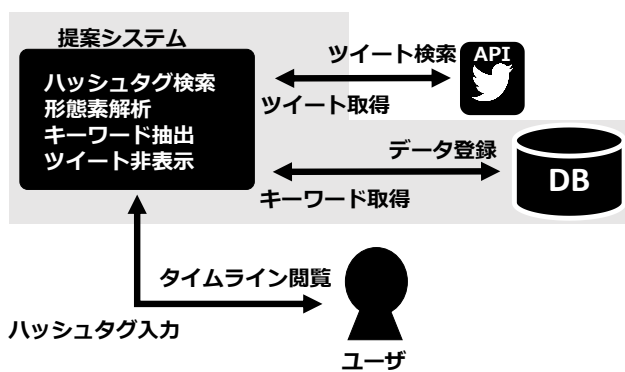 提案システム
ハッシュタグ検索
形態素解析
キーワード抽出
ツイート非表示
ツイート検索
ツイート取得
API
データ登録
キーワード取得
DB
タイムライン閲覧
ハッシュタグ入力
ユーザ